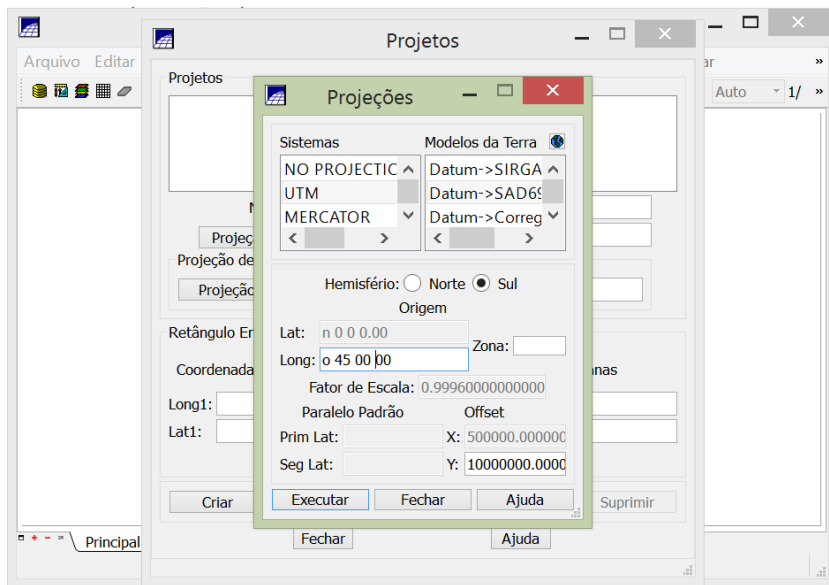 Projetos
Arquivo Editar
ar »
Auto 1/ »
Projetos
Projeções
Sistemas Modelos da Terra
NO PROJECTIC Datum->SIRGA
UTM Datum->SAD69
MERCATOR Datum->Correg
N
Projeç
Projeção de
Projeção
Hemisfério: Norte Sul
Origem
Retângulo En
Lat: n 0 0 0.00
Zona:
Long: o 45 00 00
Coordenada
nas
Fator de Escala: 0.99960000000000
Long1:
Paralelo Padrão Offset
Lat1:
Prim Lat: X: 500000.000000
Seg Lat: Y: 10000000.0000
Executar Fechar Ajuda
Criar Suprimir
Principal
Fechar Ajuda